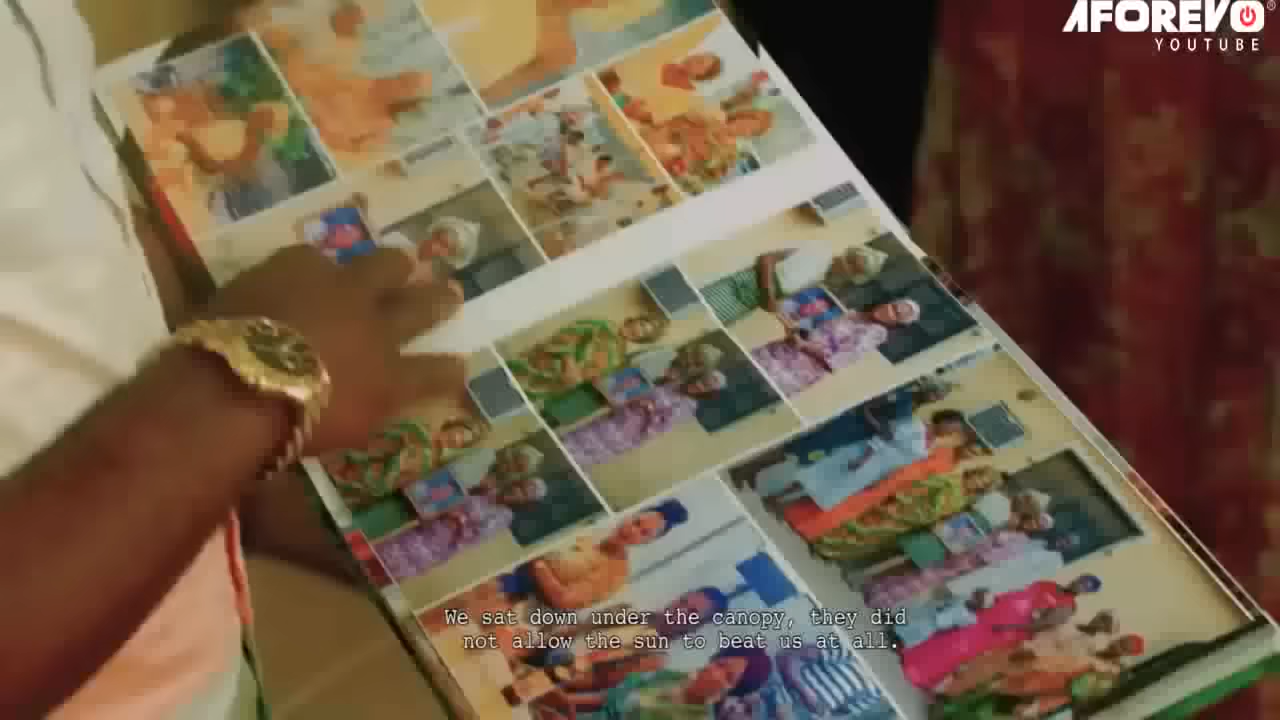 AFOREVO
YOUTUBE
We sat down under the canopy, they did
not allow the sun to beat us at all.